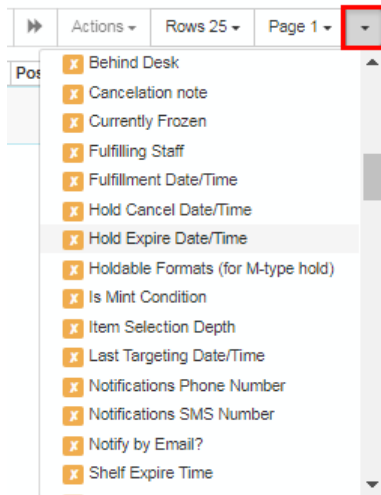 Actions Rows 25 Page 1
Pos
x Behind Desk
x Cancelation note
x Currently Frozen
x Fulfilling Staff
x Fulfillment Date/Time
x Hold Cancel Date/Time
x Hold Expire Date/Time
x Holdable Formats (for M-type hold)
x Is Mint Condition
x Item Selection Depth
x Last Targeting Date/Time
x Notifications Phone Number
x Notifications SMS Number
x Notify by Email?
x Shelf Expire Time